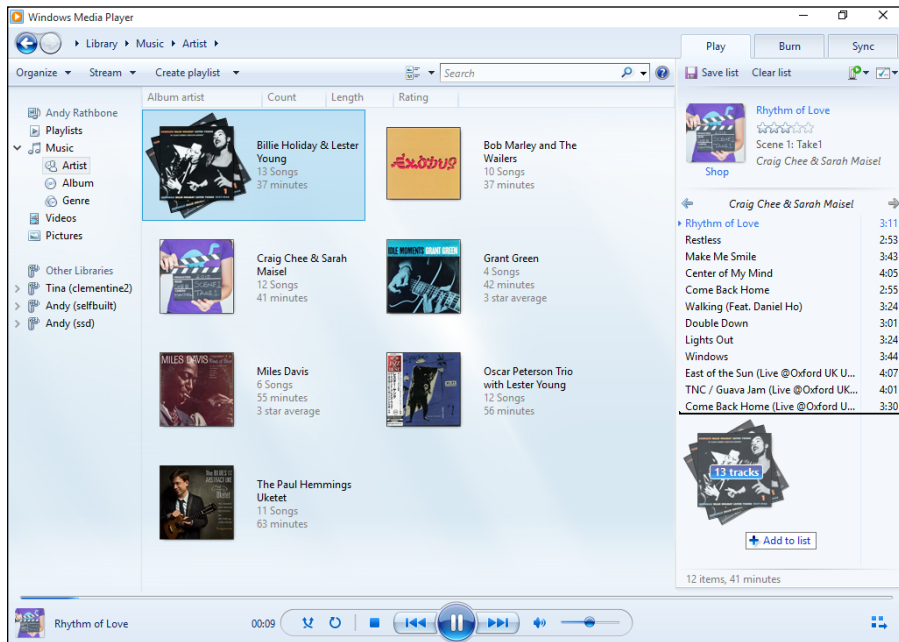 Windows Media Player
Library Music Artist
Play Burn Sync
Organize Stream Create playlist
Search
Save list Clear list
Album artist Count Length Rating
Andy Rathbone
Playlists
Music
Artist
Album
Genre
Videos
Pictures
Other Libraries
Tina (clementine2)
Andy (selfbuilt)
Andy (ssd)
Billie Holiday & Lester
Young
13 Songs
37 minutes
EXODUS
Bob Marley and The
Wailers
10 Songs
37 minutes
SCENE1
TAKE1
Craig Chee & Sarah
Maisel
12 Songs
41 minutes
IDLE MOMENTS GRANT GREEN
Grant Green
4 Songs
42 minutes
3 star average
MILES DAVIS
Miles Davis
6 Songs
55 minutes
3 star average
Oscar Peterson Trio
with Lester Young
12 Songs
56 minutes
The Paul Hemmings
Uketet
11 Songs
63 minutes
Rhythm of Love
Scene 1: Take1
Craig Chee & Sarah Maisel
Shop
Craig Chee & Sarah Maisel
Rhythm of Love 3:11
Restless 2:53
Make Me Smile 3:43
Center of My Mind 4:05
Come Back Home 2:55
Walking (Feat. Daniel Ho) 3:24
Double Down 3:01
Lights Out 3:24
Windows 3:44
East of the Sun (Live @Oxford UK U... 4:07
TNC / Guava Jam (Live @Oxford UK... 4:01
Come Back Home (Live @Oxford U... 3:30
13 tracks
Add to list
12 items, 41 minutes
Rhythm of Love
00:09